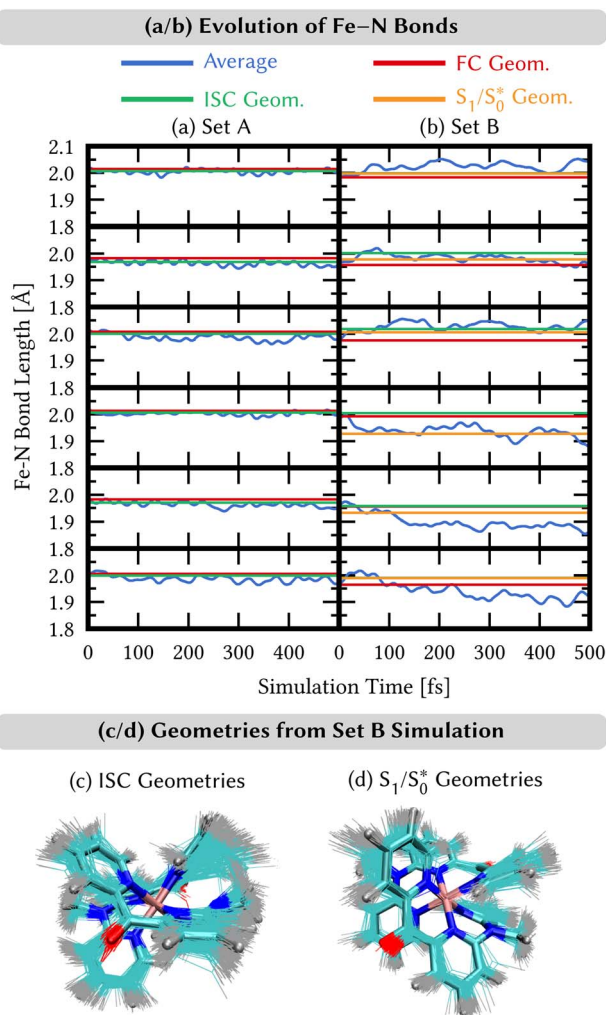 (a/b) Evolution of Fe–N Bonds
Average
FC Geom.
ISC Geom.
S₁/S₀* Geom.
(a) Set A
(b) Set B
Fe-N Bond Length [Å]
2.1
2.0
1.8
2.0
1.9
1.8
2.0
1.9
1.8
2.0
1.9
1.8
2.0
1.9
1.8
2.0
1.9
1.8
0 100 200 300 400 0 100 200 300 400 500
Simulation Time [fs]
(c/d) Geometries from Set B Simulation
(c) ISC Geometries
(d) S₁/S₀* Geometries